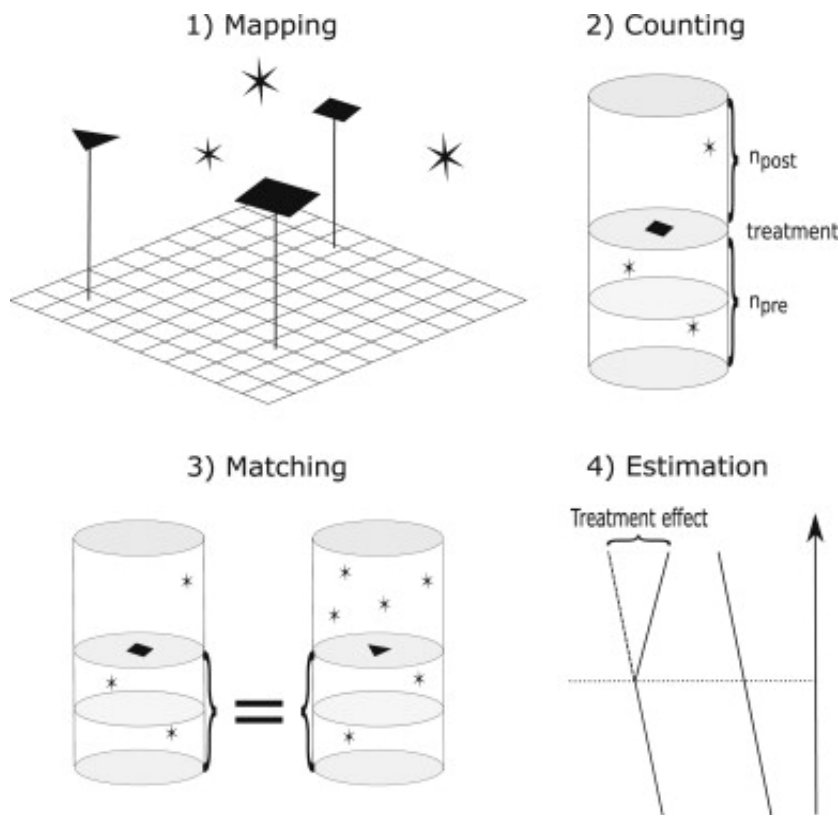 1) Mapping
2) Counting
n_post
treatment
n_pre
3) Matching
4) Estimation
Treatment effect